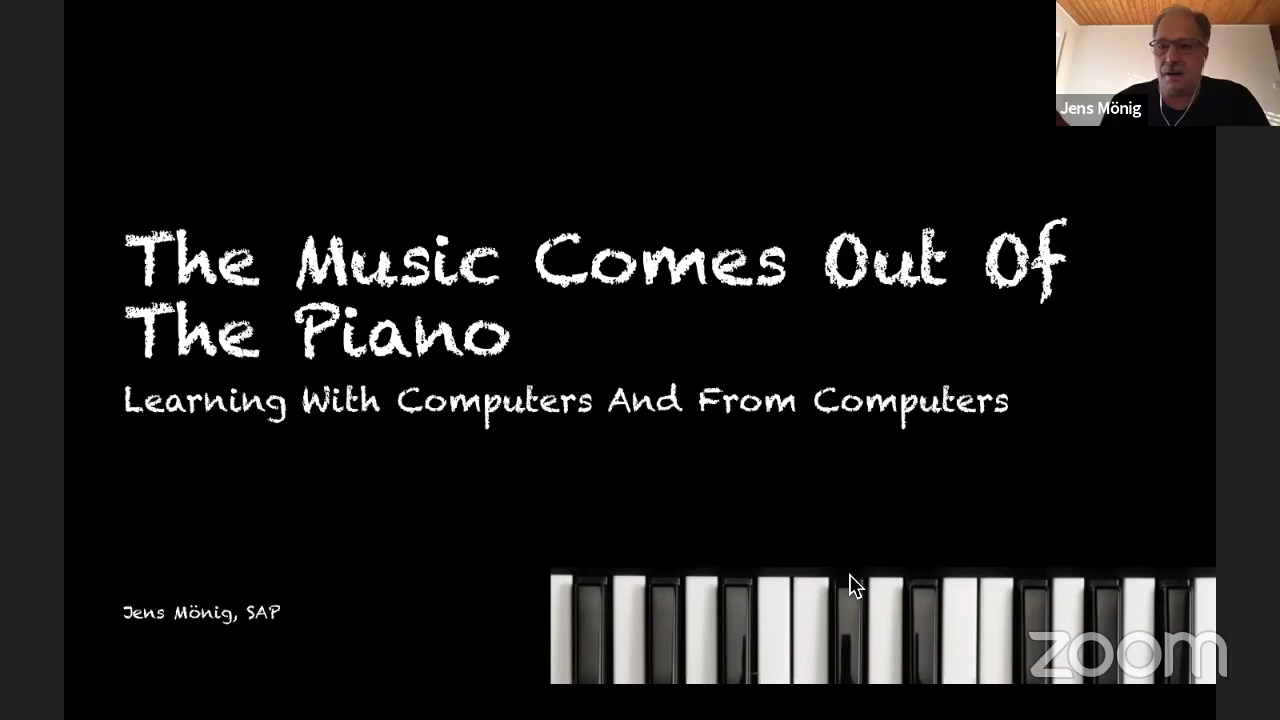 Jens Mönig
The Music Comes Out Of
The Piano
Learning With Computers And From Computers
Jens Mönig, SAP
zoom